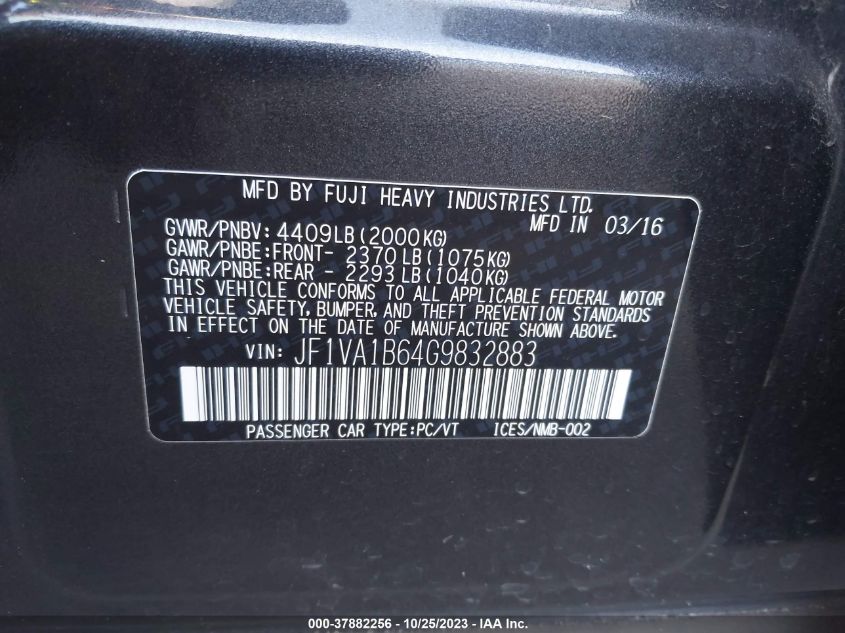 MFD BY FUJI HEAVY INDUSTRIES LTD.
MFD IN 03/16
GVWR/PNBV: 4409LB(2000KG)
GAWR/PNBE:FRONT- 2370LB(1075KG)
GAWR/PNBE:REAR - 2293LB(1040KG)
THIS VEHICLE CONFORMS TO ALL APPLICABLE FEDERAL MOTOR
VEHICLE SAFETY, BUMPER, AND THEFT PREVENTION STANDARDS
IN EFFECT ON THE DATE OF MANUFACTURE SHOWN ABOVE.
VIN: JF1VA1B64G9832883
PASSENGER CAR TYPE:PC/VT ICES/NMB-002
000-37882256 - 10/25/2023 - IAA Inc.